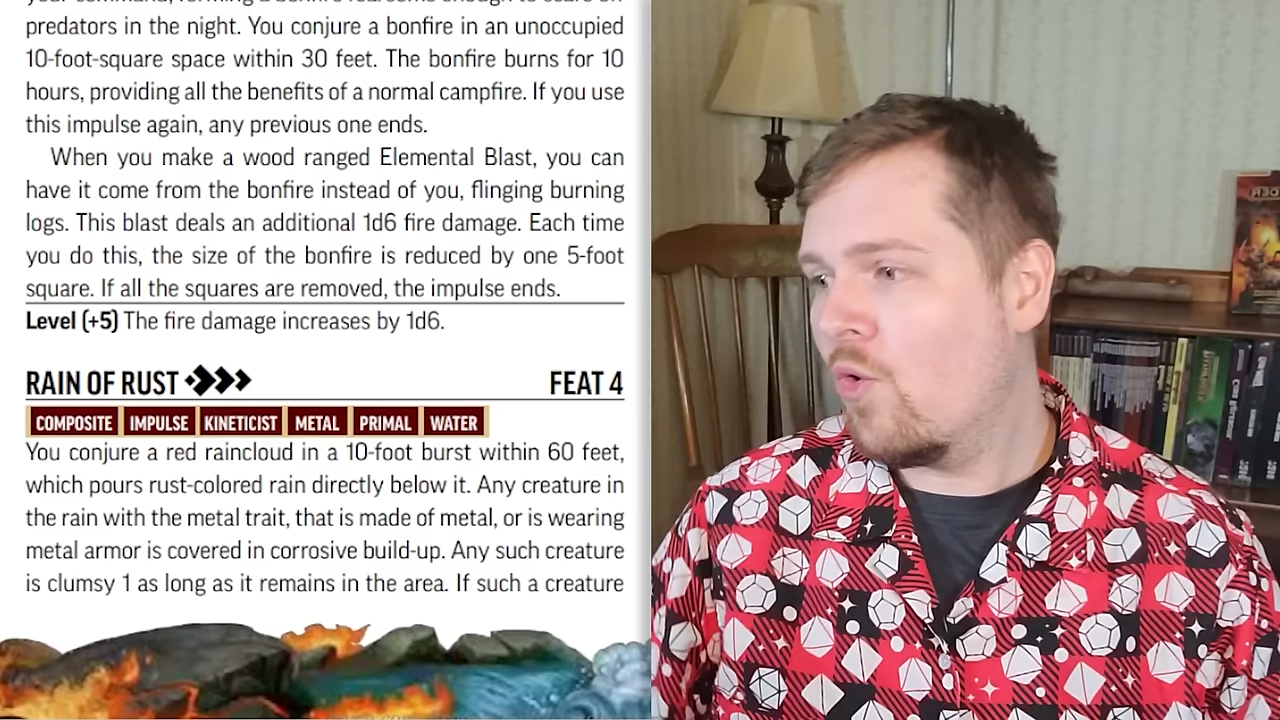 your command, forming a bonfire fearsome enough to scare off
predators in the night. You conjure a bonfire in an unoccupied
10-foot-square space within 30 feet. The bonfire burns for 10
hours, providing all the benefits of a normal campfire. If you use
this impulse again, any previous one ends.
When you make a wood ranged Elemental Blast, you can
have it come from the bonfire instead of you, flinging burning
logs. This blast deals an additional 1d6 fire damage. Each time
you do this, the size of the bonfire is reduced by one 5-foot
square. If all the squares are removed, the impulse ends.
Level (+5) The fire damage increases by 1d6.
RAIN OF RUST FEAT 4
COMPOSITE IMPULSE KINETICIST METAL PRIMAL WATER
You conjure a red raincloud in a 10-foot burst within 60 feet,
which pours rust-colored rain directly below it. Any creature in
the rain with the metal trait, that is made of metal, or is wearing
metal armor is covered in corrosive build-up. Any such creature
is clumsy 1 as long as it remains in the area. If such a creature